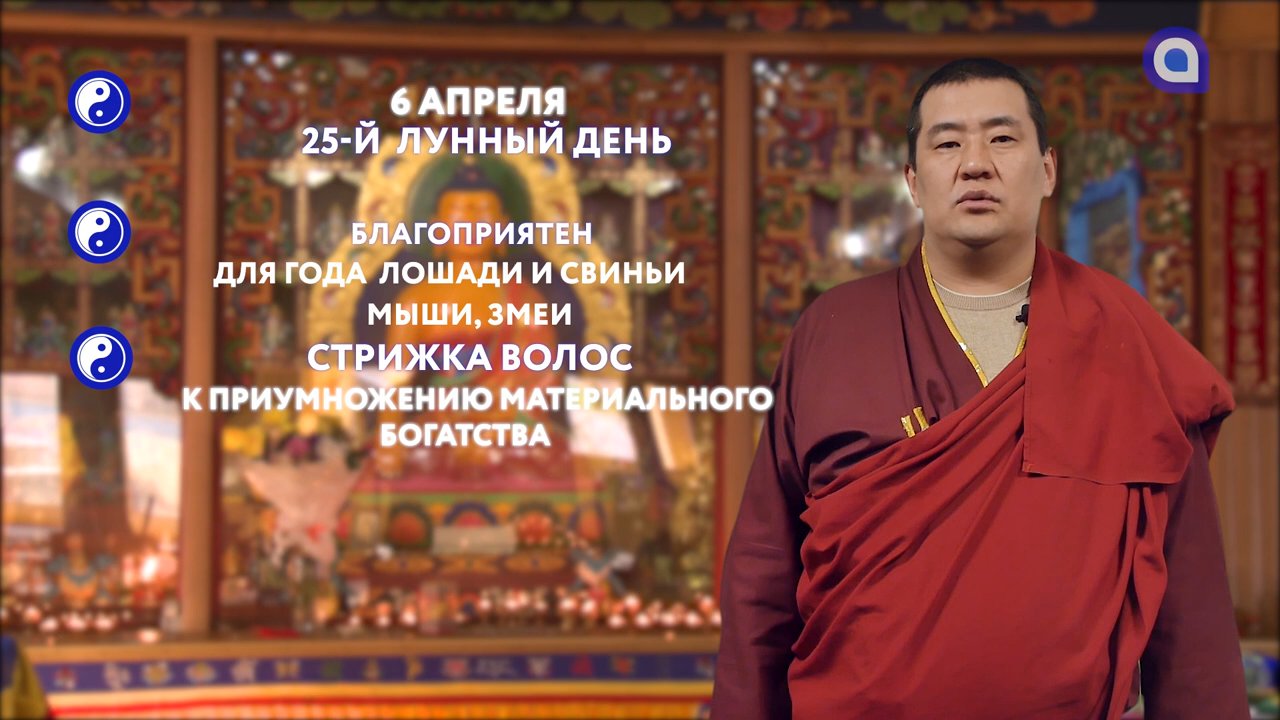 6 АПРЕЛЯ
25-Й ЛУННЫЙ ДЕНЬ
БЛАГОПРИЯТЕН
ДЛЯ ГОДА ЛОШАДИ И СВИНЬИ
МЫШИ, ЗМЕИ
СТРИЖКА ВОЛОС
К ПРИУМНОЖЕНИЮ МАТЕРИАЛЬНОГО
БОГАТСТВА